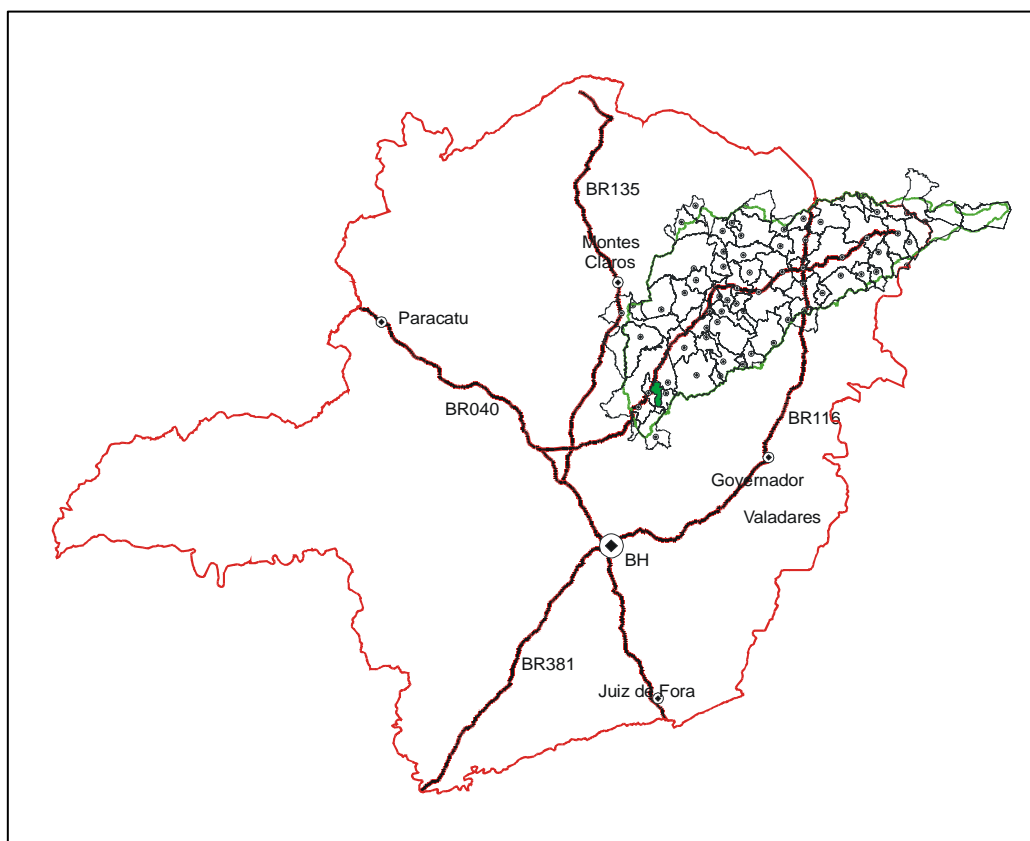 BR135
Montes
Claros
Paracatu
BR040
BR116
Governador
Valadares
BH
BR381
Juiz de Fora